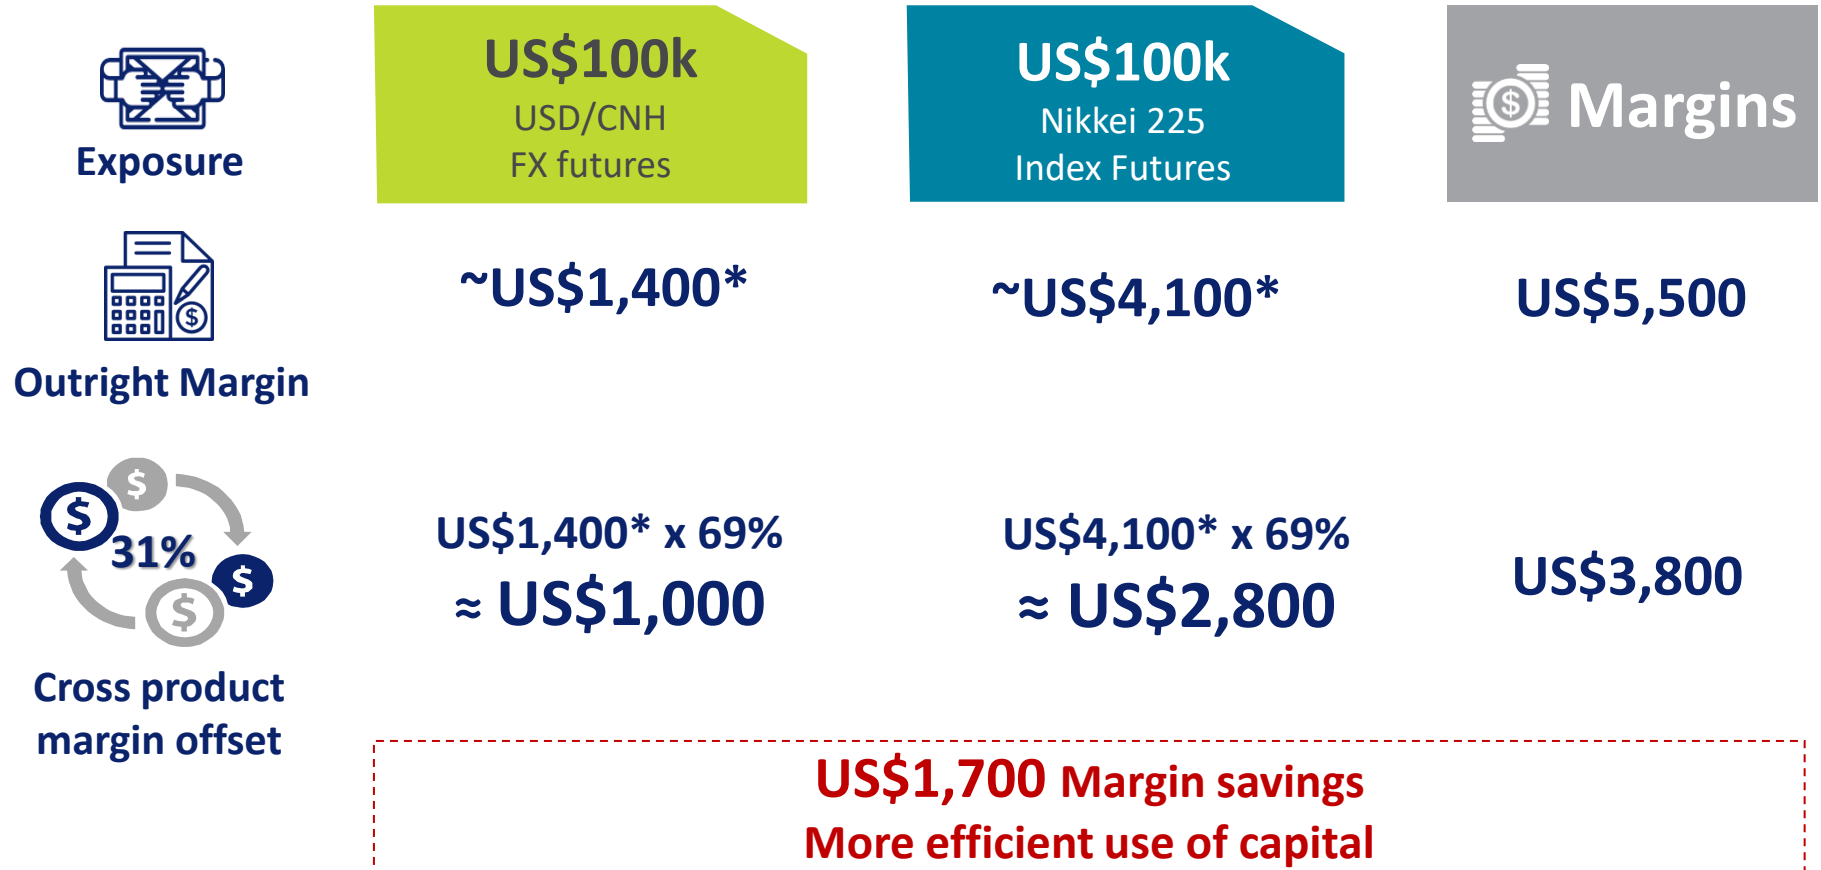 US$100k
USD/CNH
FX futures
US$100k
Nikkei 225
Index Futures
$
Margins
Exposure
~US$1,400*
~US$4,100*
US$5,500
$
Outright Margin
$
$
31%
$
$
US$1,400* x 69%
≈ US$1,000
US$4,100* x 69%
≈ US$2,800
US$3,800
Cross product
margin offset
US$1,700 Margin savings
More efficient use of capital